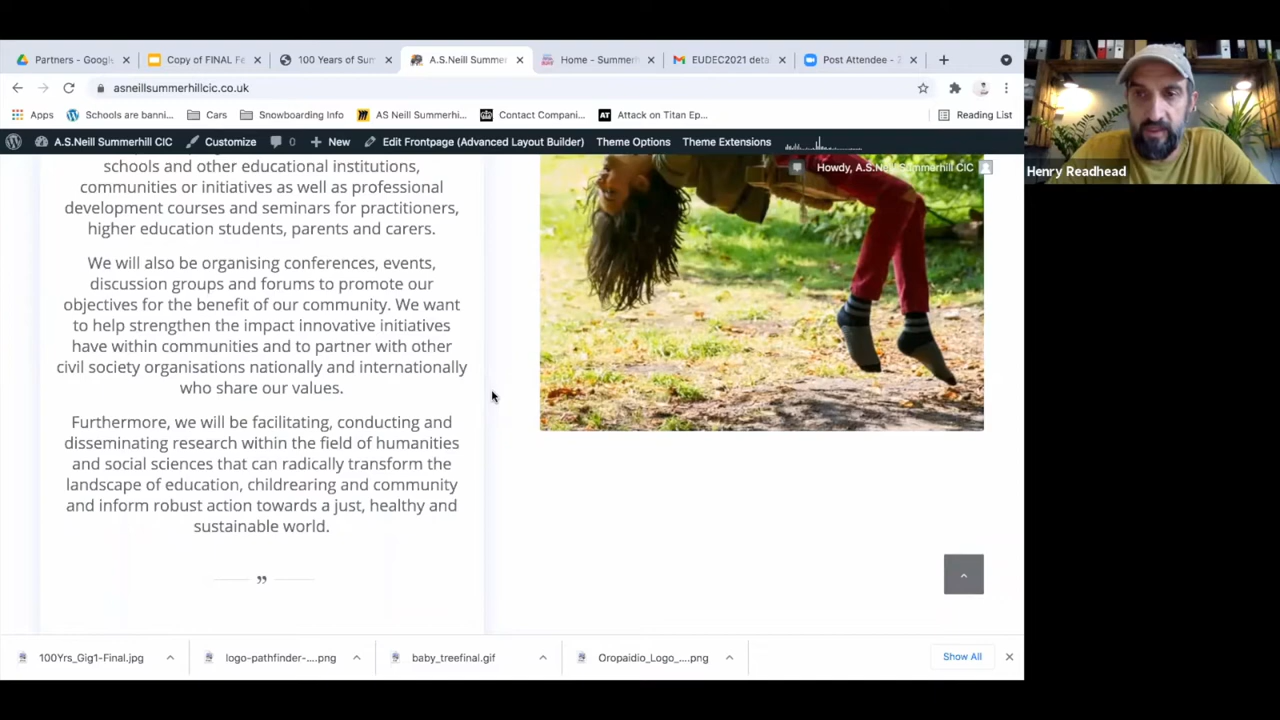 Partners - Googl
Copy of FINAL Fe
100 Years of Sum
A.S.Neill Summer
Home - Summerh
EUDEC2021 deta
Post Attendee - Z
asneillsummerhillcic.co.uk
Apps
Schools are banni...
Cars
Snowboarding Info
AS Neill Summerhi...
Contact Compani...
AT
Attack on Titan Ep...
Reading List
A.S.Neill Summerhill CIC
Customize
0
New
Edit Frontpage (Advanced Layout Builder)
Theme Options
Theme Extensions
Howdy, A.S.Neill Summerhill CIC
Henry Readhead
schools and other educational institutions,
communities or initiatives as well as professional
development courses and seminars for practitioners,
higher education students, parents and carers.
We will also be organising conferences, events,
discussion groups and forums to promote our
objectives for the benefit of our community. We want
to help strengthen the impact innovative initiatives
have within communities and to partner with other
civil society organisations nationally and internationally
who share our values.
Furthermore, we will be facilitating, conducting and
disseminating research within the field of humanities
and social sciences that can radically transform the
landscape of education, childrearing and community
and inform robust action towards a just, healthy and
sustainable world.
”
100Yrs_Gig1-Final.jpg
logo-pathfinder-....png
baby_treefinal.gif
Oropaidio_Logo_....png
Show All